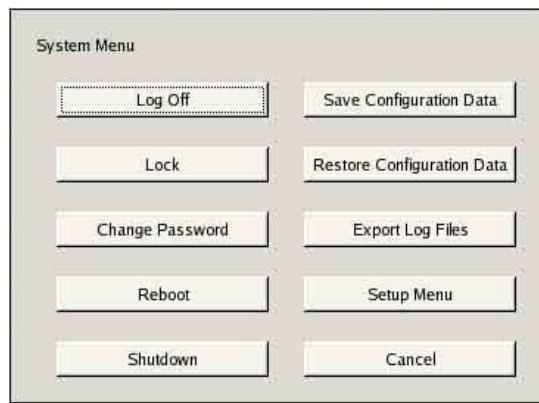 System Menu
Log Off
Save Configuration Data
Lock
Restore Configuration Data
Change Password
Export Log Files
Reboot
Setup Menu
Shutdown
Cancel